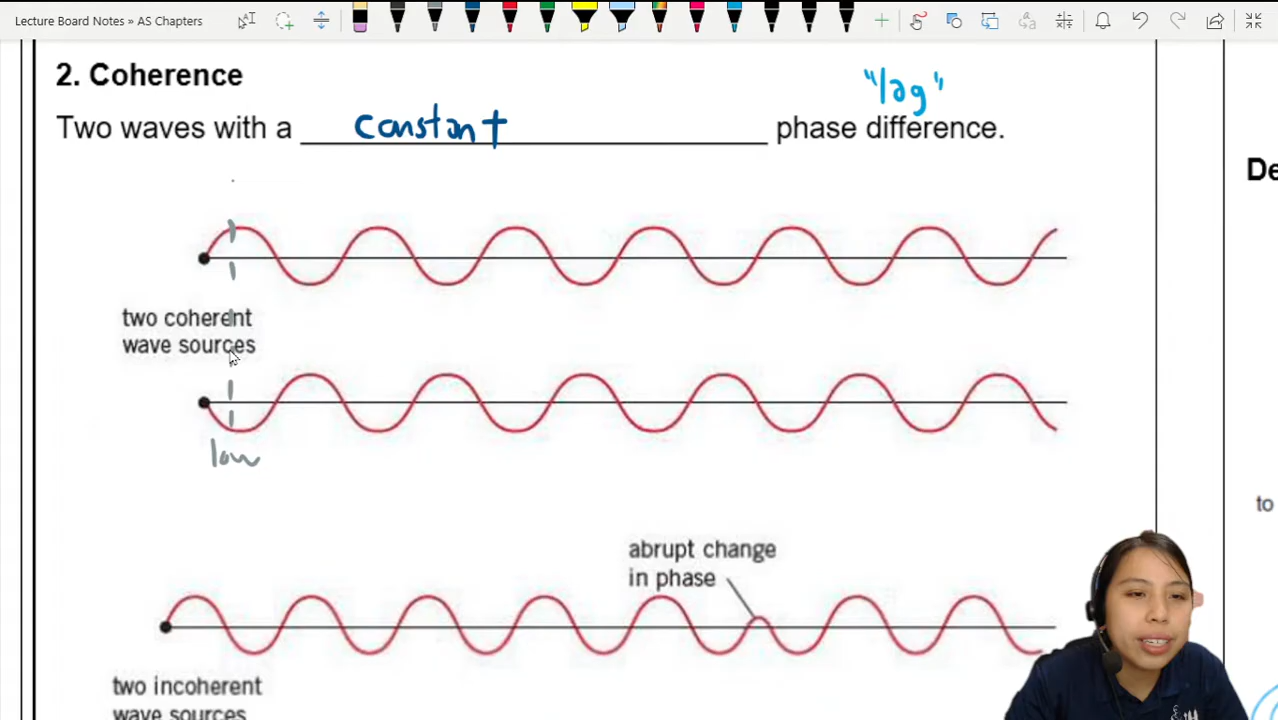 Lecture Board Notes » AS Chapters
2. Coherence
"lag"
Two waves with a constant phase difference.
De
two coherent
wave sources
low
to
abrupt change
in phase
two incoherent
wave sources